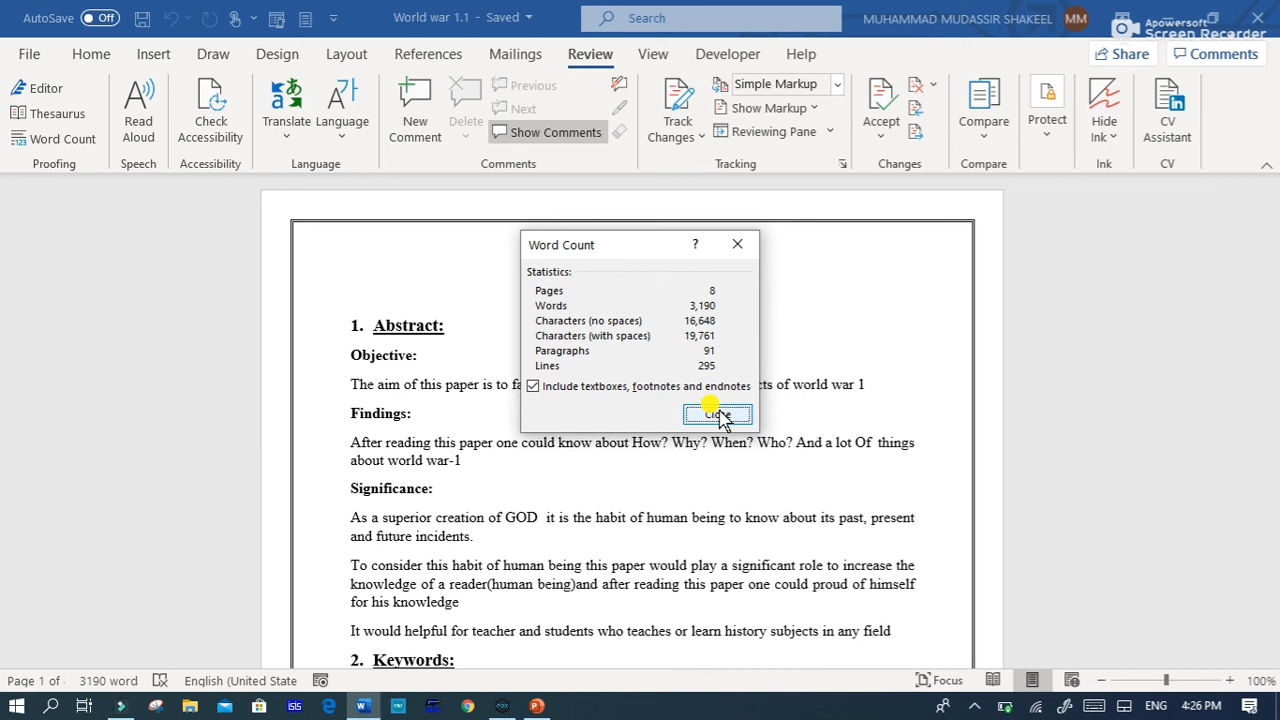 AutoSave Off World war 1.1 - Saved Search MUHAMMAD MUDASSIR SHAKEEL MM
Apowersoft
Screen Recorder
File Home Insert Draw Design Layout References Mailings Review View Developer Help Share Comments
Editor
Thesaurus
Word Count
Proofing
Read Aloud
Speech
Check Accessibility
Accessibility
Translate
Language
Language
New Comment
Delete
Previous
Next
Show Comments
Comments
Track Changes
Simple Markup
Show Markup
Reviewing Pane
Tracking
Accept
Changes
Compare
Compare
Protect
Hide Ink
Ink
CV Assistant
CV
Word Count ?
Statistics:
Pages 8
Words 3,190
Characters (no spaces) 16,648
Characters (with spaces) 19,761
Paragraphs 91
Lines 295
Include textboxes, footnotes and endnotes
Close
1. Abstract:
Objective:
The aim of this paper is to cts of world war 1
Findings:
After reading this paper one could know about How? Why? When? Who? And a lot Of things
about world war-1
Significance:
As a superior creation of GOD it is the habit of human being to know about its past, present
and future incidents.
To consider this habit of human being this paper would play a significant role to increase the
knowledge of a reader(human being)and after reading this paper one could proud of himself
for his knowledge
It would helpful for teacher and students who teaches or learn history subjects in any field
2. Keywords:
Page 1 of 3190 word English (United State Focus 100%
ENG 4:26 PM